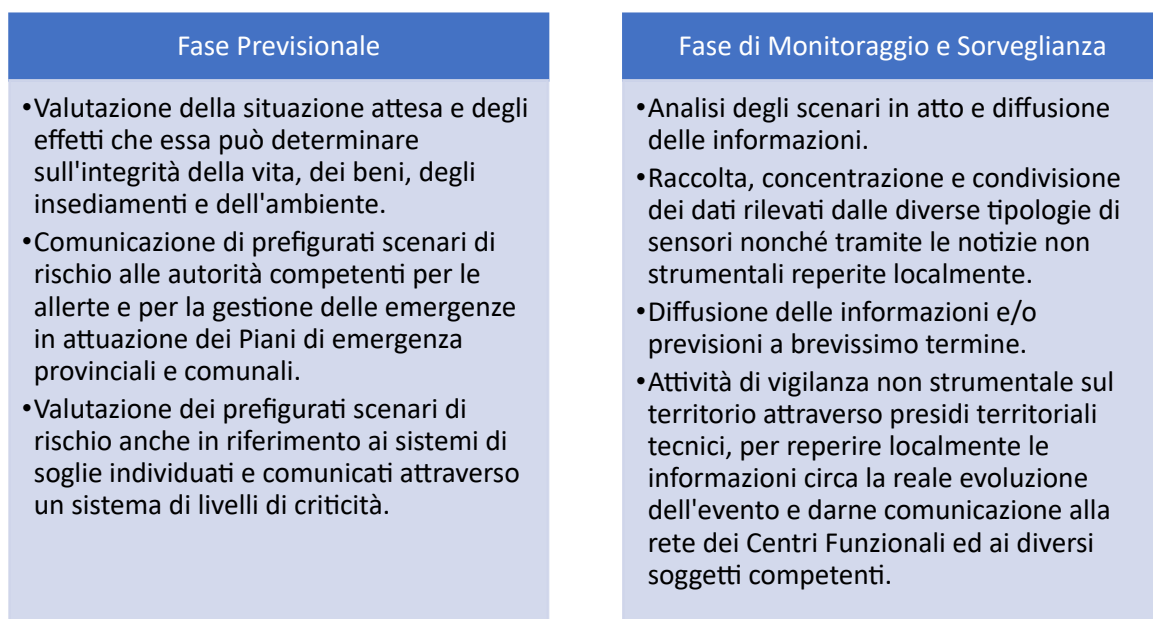 Fase Previsionale
•Valutazione della situazione attesa e degli
effetti che essa può determinare
sull'integrità della vita, dei beni, degli
insediamenti e dell'ambiente.
•Comunicazione di prefigurati scenari di
rischio alle autorità competenti per le
allerte e per la gestione delle emergenze
in attuazione dei Piani di emergenza
provinciali e comunali.
•Valutazione dei prefigurati scenari di
rischio anche in riferimento ai sistemi di
soglie individuati e comunicati attraverso
un sistema di livelli di criticità.
Fase di Monitoraggio e Sorveglianza
•Analisi degli scenari in atto e diffusione
delle informazioni.
•Raccolta, concentrazione e condivisione
dei dati rilevati dalle diverse tipologie di
sensori nonché tramite le notizie non
strumentali reperite localmente.
•Diffusione delle informazioni e/o
previsioni a brevissimo termine.
•Attività di vigilanza non strumentale sul
territorio attraverso presidi territoriali
tecnici, per reperire localmente le
informazioni circa la reale evoluzione
dell'evento e darne comunicazione alla
rete dei Centri Funzionali ed ai diversi
soggetti competenti.